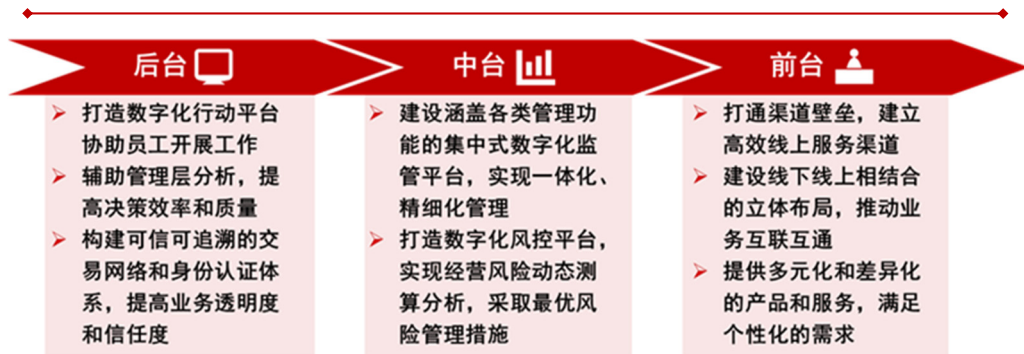 后台
打造数字化行动平台
协助员工开展工作
辅助管理层分析，提
高决策效率和质量
构建可信可追溯的交
易网络和身份认证体
系，提高业务透明度
和信任度
中台
建设涵盖各类管理功
能的集中式数字化监
管平台，实现一体化、
精细化管理
打造数字化风控平台，
实现经营风险动态测
算分析，采取最优风
险管理措施
前台
打通渠道壁垒，建立
高效线上服务渠道
建设线下线上相结合
的立体布局，推动业
务互联互通
提供多元化和差异化
的产品和服务，满足
个性化的需求